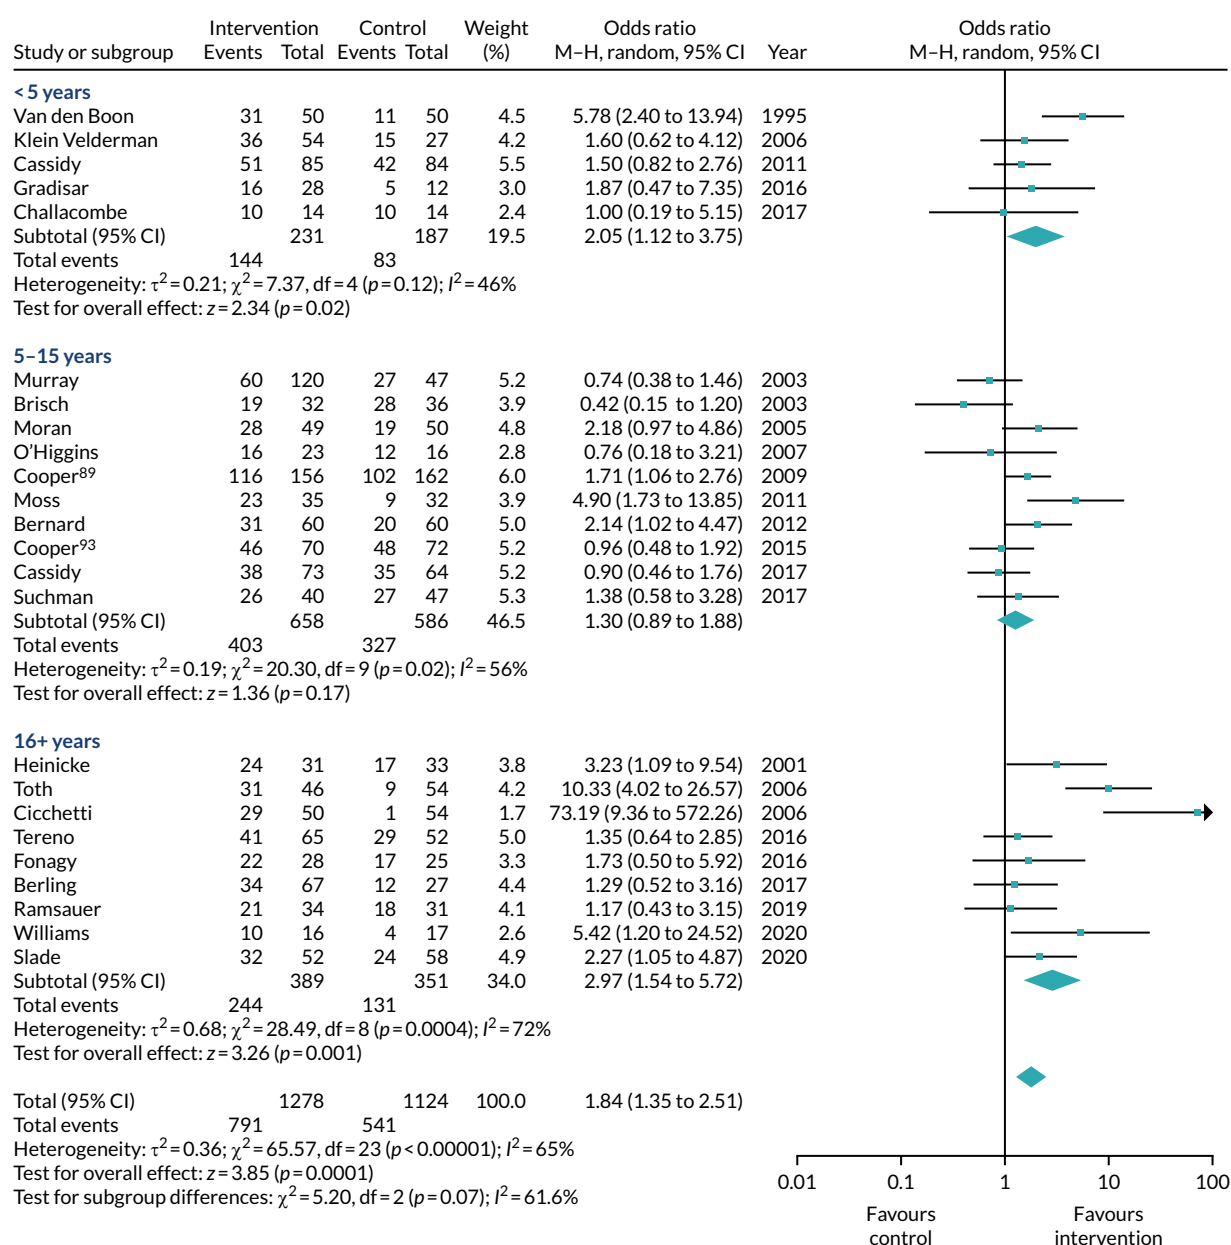 Intervention Control Weight Odds ratio Odds ratio
Study or subgroup Events Total Events Total (%) M–H, random, 95% CI Year M–H, random, 95% CI
< 5 years
Van den Boon 31 50 11 50 4.5 5.78 (2.40 to 13.94) 1995
Klein Velderman 36 54 15 27 4.2 1.60 (0.62 to 4.12) 2006
Cassidy 51 85 42 84 5.5 1.50 (0.82 to 2.76) 2011
Gradisar 16 28 5 12 3.0 1.87 (0.47 to 7.35) 2016
Challacombe 10 14 10 14 2.4 1.00 (0.19 to 5.15) 2017
Subtotal (95% CI) 231 187 19.5 2.05 (1.12 to 3.75)
Total events 144 83
Heterogeneity: τ²=0.21; χ²=7.37, df=4 (p=0.12); I²=46%
Test for overall effect: z=2.34 (p=0.02)
5–15 years
Murray 60 120 27 47 5.2 0.74 (0.38 to 1.46) 2003
Brisch 19 32 28 36 3.9 0.42 (0.15 to 1.20) 2003
Moran 28 49 19 50 4.8 2.18 (0.97 to 4.86) 2005
O’Higgins 16 23 12 16 2.8 0.76 (0.18 to 3.21) 2007
Cooper⁸⁹ 116 156 102 162 6.0 1.71 (1.06 to 2.76) 2009
Moss 23 35 9 32 3.9 4.90 (1.73 to 13.85) 2011
Bernard 31 60 20 60 5.0 2.14 (1.02 to 4.47) 2012
Cooper⁹³ 46 70 48 72 5.2 0.96 (0.48 to 1.92) 2015
Cassidy 38 73 35 64 5.2 0.90 (0.46 to 1.76) 2017
Suchman 26 40 27 47 5.3 1.38 (0.58 to 3.28) 2017
Subtotal (95% CI) 658 586 46.5 1.30 (0.89 to 1.88)
Total events 403 327
Heterogeneity: τ²=0.19; χ²=20.30, df=9 (p=0.02); I²=56%
Test for overall effect: z=1.36 (p=0.17)
16+ years
Heinicke 24 31 17 33 3.8 3.23 (1.09 to 9.54) 2001
Toth 31 46 9 54 4.2 10.33 (4.02 to 26.57) 2006
Cicchetti 29 50 1 54 1.7 73.19 (9.36 to 572.26) 2006
Tereno 41 65 29 52 5.0 1.35 (0.64 to 2.85) 2016
Fonagy 22 28 17 25 3.3 1.73 (0.50 to 5.92) 2016
Berling 34 67 12 27 4.4 1.29 (0.52 to 3.16) 2017
Ramsauer 21 34 18 31 4.1 1.17 (0.43 to 3.15) 2019
Williams 10 16 4 17 2.6 5.42 (1.20 to 24.52) 2020
Slade 32 52 24 58 4.9 2.27 (1.05 to 4.87) 2020
Subtotal (95% CI) 389 351 34.0 2.97 (1.54 to 5.72)
Total events 244 131
Heterogeneity: τ²=0.68; χ²=28.49, df=8 (p=0.0004); I²=72%
Test for overall effect: z=3.26 (p=0.001)
Total (95% CI) 1278 1124 100.0 1.84 (1.35 to 2.51)
Total events 791 541
Heterogeneity: τ²=0.36; χ²=65.57, df=23 (p<0.00001); I²=65%
Test for overall effect: z=3.85 (p=0.0001)
Test for subgroup differences: χ²=5.20, df=2 (p=0.07); I²=61.6%
0.01 0.1 1 10 100
Favours Favours
control intervention